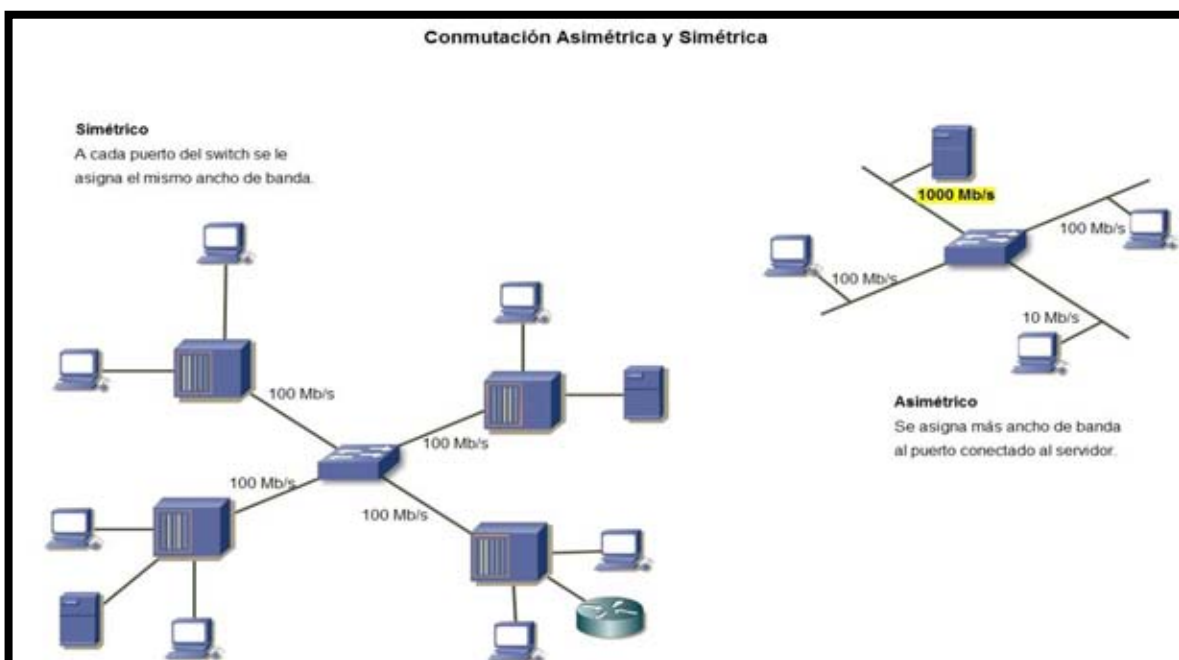 Conmutación Asimétrica y Simétrica
Simétrico
A cada puerto del switch se le
asigna el mismo ancho de banda.
100 Mb/s
100 Mb/s
100 Mb/s
100 Mb/s
1000 Mb/s
100 Mb/s
100 Mb/s
10 Mb/s
Asimétrico
Se asigna más ancho de banda
al puerto conectado al servidor.